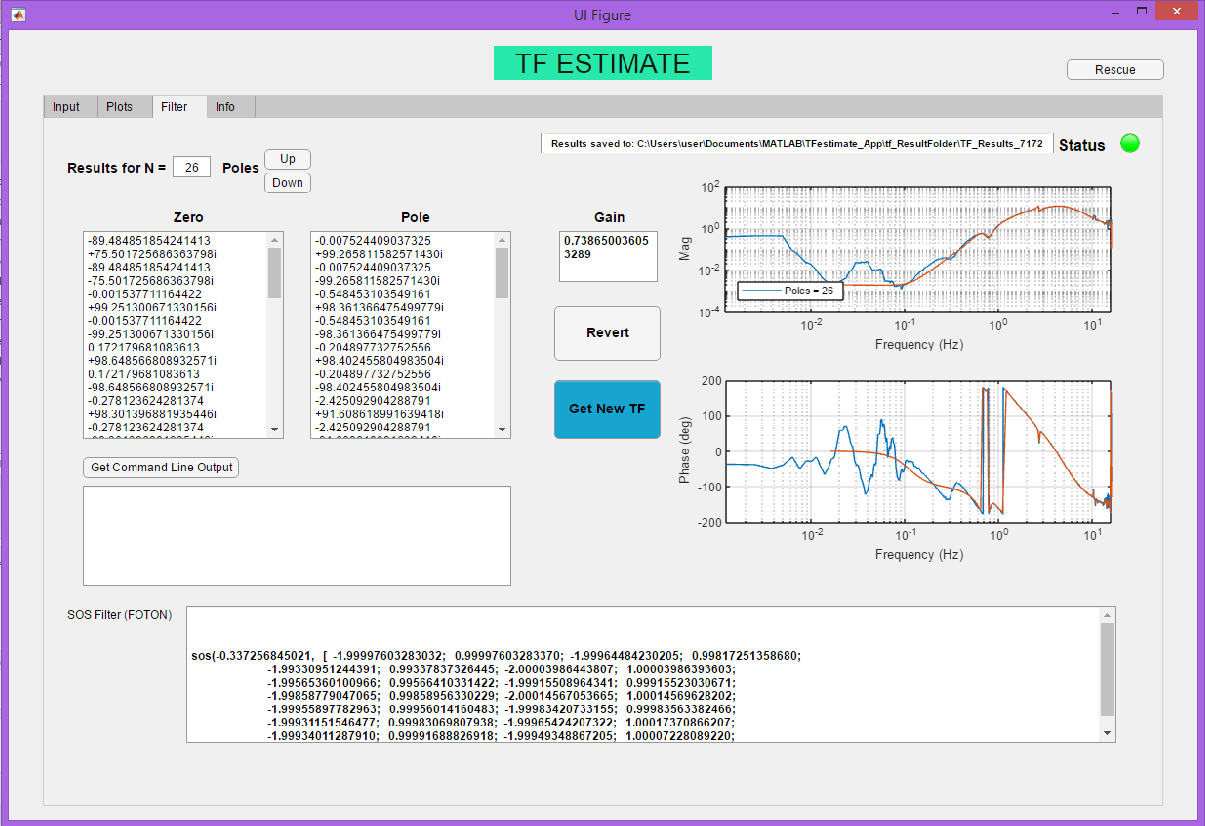 UI Figure
TF ESTIMATE
Rescue
Input Plots Filter Info
Results saved to: C:\Users\user\Documents\MATLAB\TFestimate_App\tf_ResultFolder\TF_Results_7172 Status
Results for N = 26 Poles Up
Down
Zero Pole Gain
-89.484851854241413
+75.5017256863637​98i
-89.484851854241413
-75.501725686363798i
-0.001537711164422
+99.251300671330156i
-0.001537711164422
-99.251300671330156i
0.172179681083613
+98.648566808932571i
0.172179681083613
-98.648566808932571i
-0.278123624281374
+98.301396881935446i
-0.278123624281374
-0.007524409037325
+99.265811582571430i
-0.007524409037325
-99.265811582571430i
-0.548453103549161
+98.361366475499779i
-0.548453103549161
-98.361366475499779i
-0.204897732752556
+98.402455804983504i
-0.204897732752556
-98.402455804983504i
-2.425092904288791
+91.608618991639418i
-2.425092904288791
0.73865003605
3289
Revert
Get New TF
Get Command Line Output
10^2
10^0
10^-2
10^-4
Mag
Poles = 26
10^-2 10^-1 10^0 10^1
Frequency (Hz)
200
100
0
-100
-200
Phase (deg)
10^-2 10^-1 10^0 10^1
Frequency (Hz)
SOS Filter (FOTON)
sos(-0.337256845021, [ -1.99997603283032; 0.99997603283370; -1.99964484230205; 0.99817251358680;
-1.99330951244391; 0.99337837326445; -2.00003986443807; 1.00003986393603;
-1.99565360100966; 0.99566410331422; -1.99915508964341; 0.99915523030671;
-1.99858779047065; 0.99858956330229; -2.00014567053665; 1.00014569628202;
-1.99955897782963; 0.99956014160483; -1.99983420733155; 0.99983563382466;
-1.99931151546477; 0.99983069807938; -1.99965424207322; 1.00017370866207;
-1.99934011287910; 0.99991688826918; -1.99949348867205; 1.00007228089220;